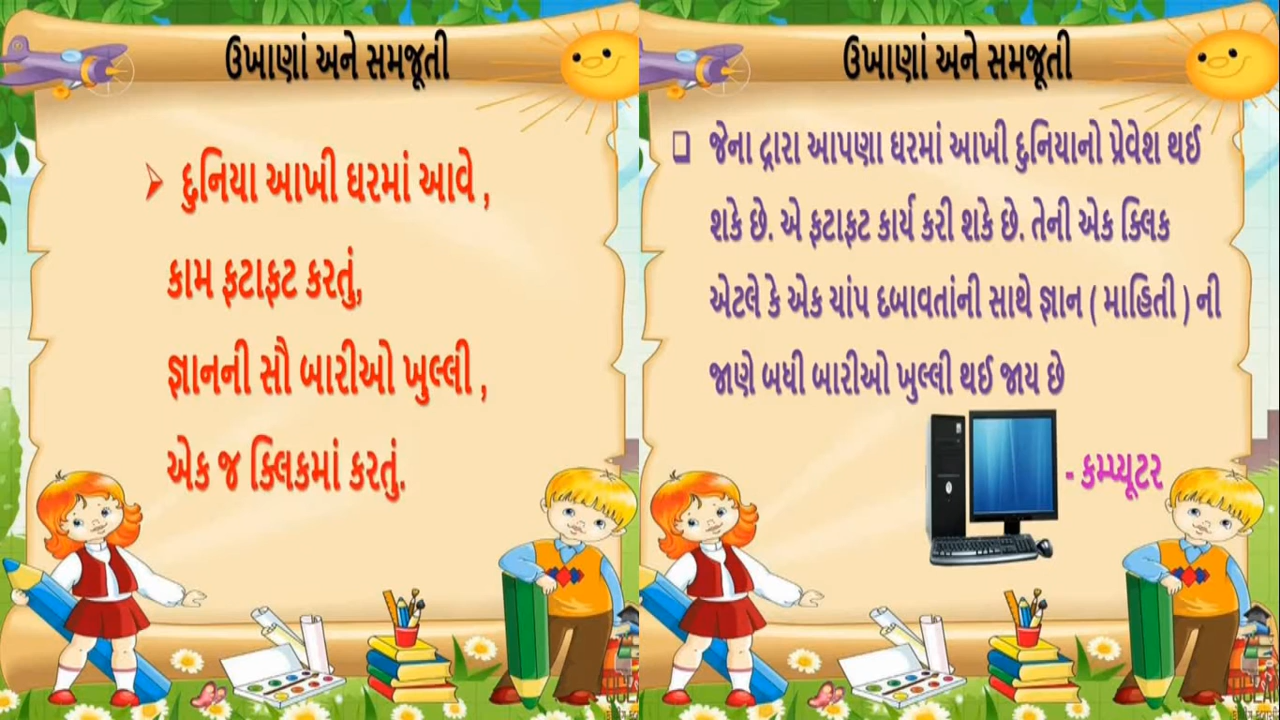 ઉખાણાં અને સમજૂતી
➢ દુનિયા આખી ઘરમાં આવે ,
કામ ફટાફટ કરતું,
જ્ઞાનની સૌ બારીઓ ખુલ્લી ,
એક જ ક્લિકમાં કરતું.
ઉખાણાં અને સમજૂતી
❑ જેના દ્વારા આપણા ઘરમાં આખી દુનિયાનો પ્રેવેશ થઈ
શકે છે. એ ફટાફટ કાર્ય કરી શકે છે. તેની એક ક્લિક
એટલે કે એક ચાંપ દબાવતાંની સાથે જ્ઞાન ( માહિતી ) ની
જાણે બધી બારીઓ ખુલ્લી થઈ જાય છે
- કમ્પ્યૂટર